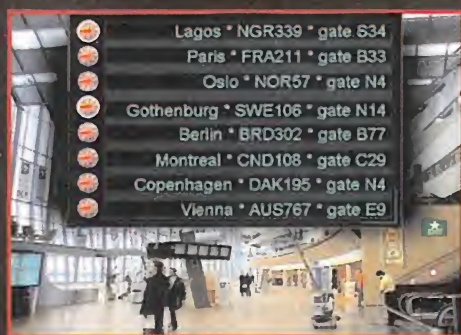 Lagos * NGR339 * gate S34
Paris * FRA211 * gate B33
Oslo * NOR57 * gate N4
Gothenburg * SWE106 * gate N14
Berlin * BRD302 * gate B77
Montreal * CND108 * gate C29
Copenhagen * DAK195 * gate N4
Vienna * AUS767 * gate E9